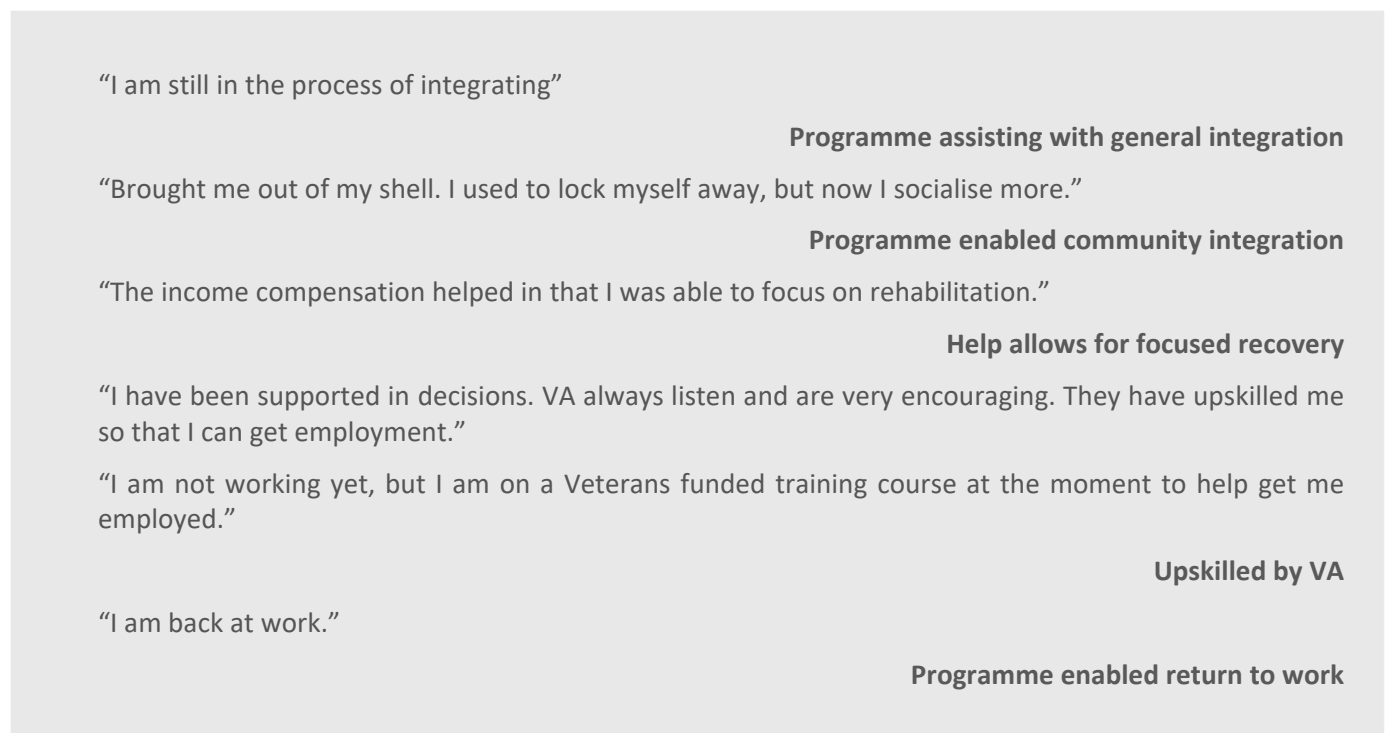 “I am still in the process of integrating”
Programme assisting with general integration
“Brought me out of my shell. I used to lock myself away, but now I socialise more.”
Programme enabled community integration
“The income compensation helped in that I was able to focus on rehabilitation.”
Help allows for focused recovery
“I have been supported in decisions. VA always listen and are very encouraging. They have upskilled me
so that I can get employment.”
“I am not working yet, but I am on a Veterans funded training course at the moment to help get me
employed.”
Upskilled by VA
“I am back at work.”
Programme enabled return to work